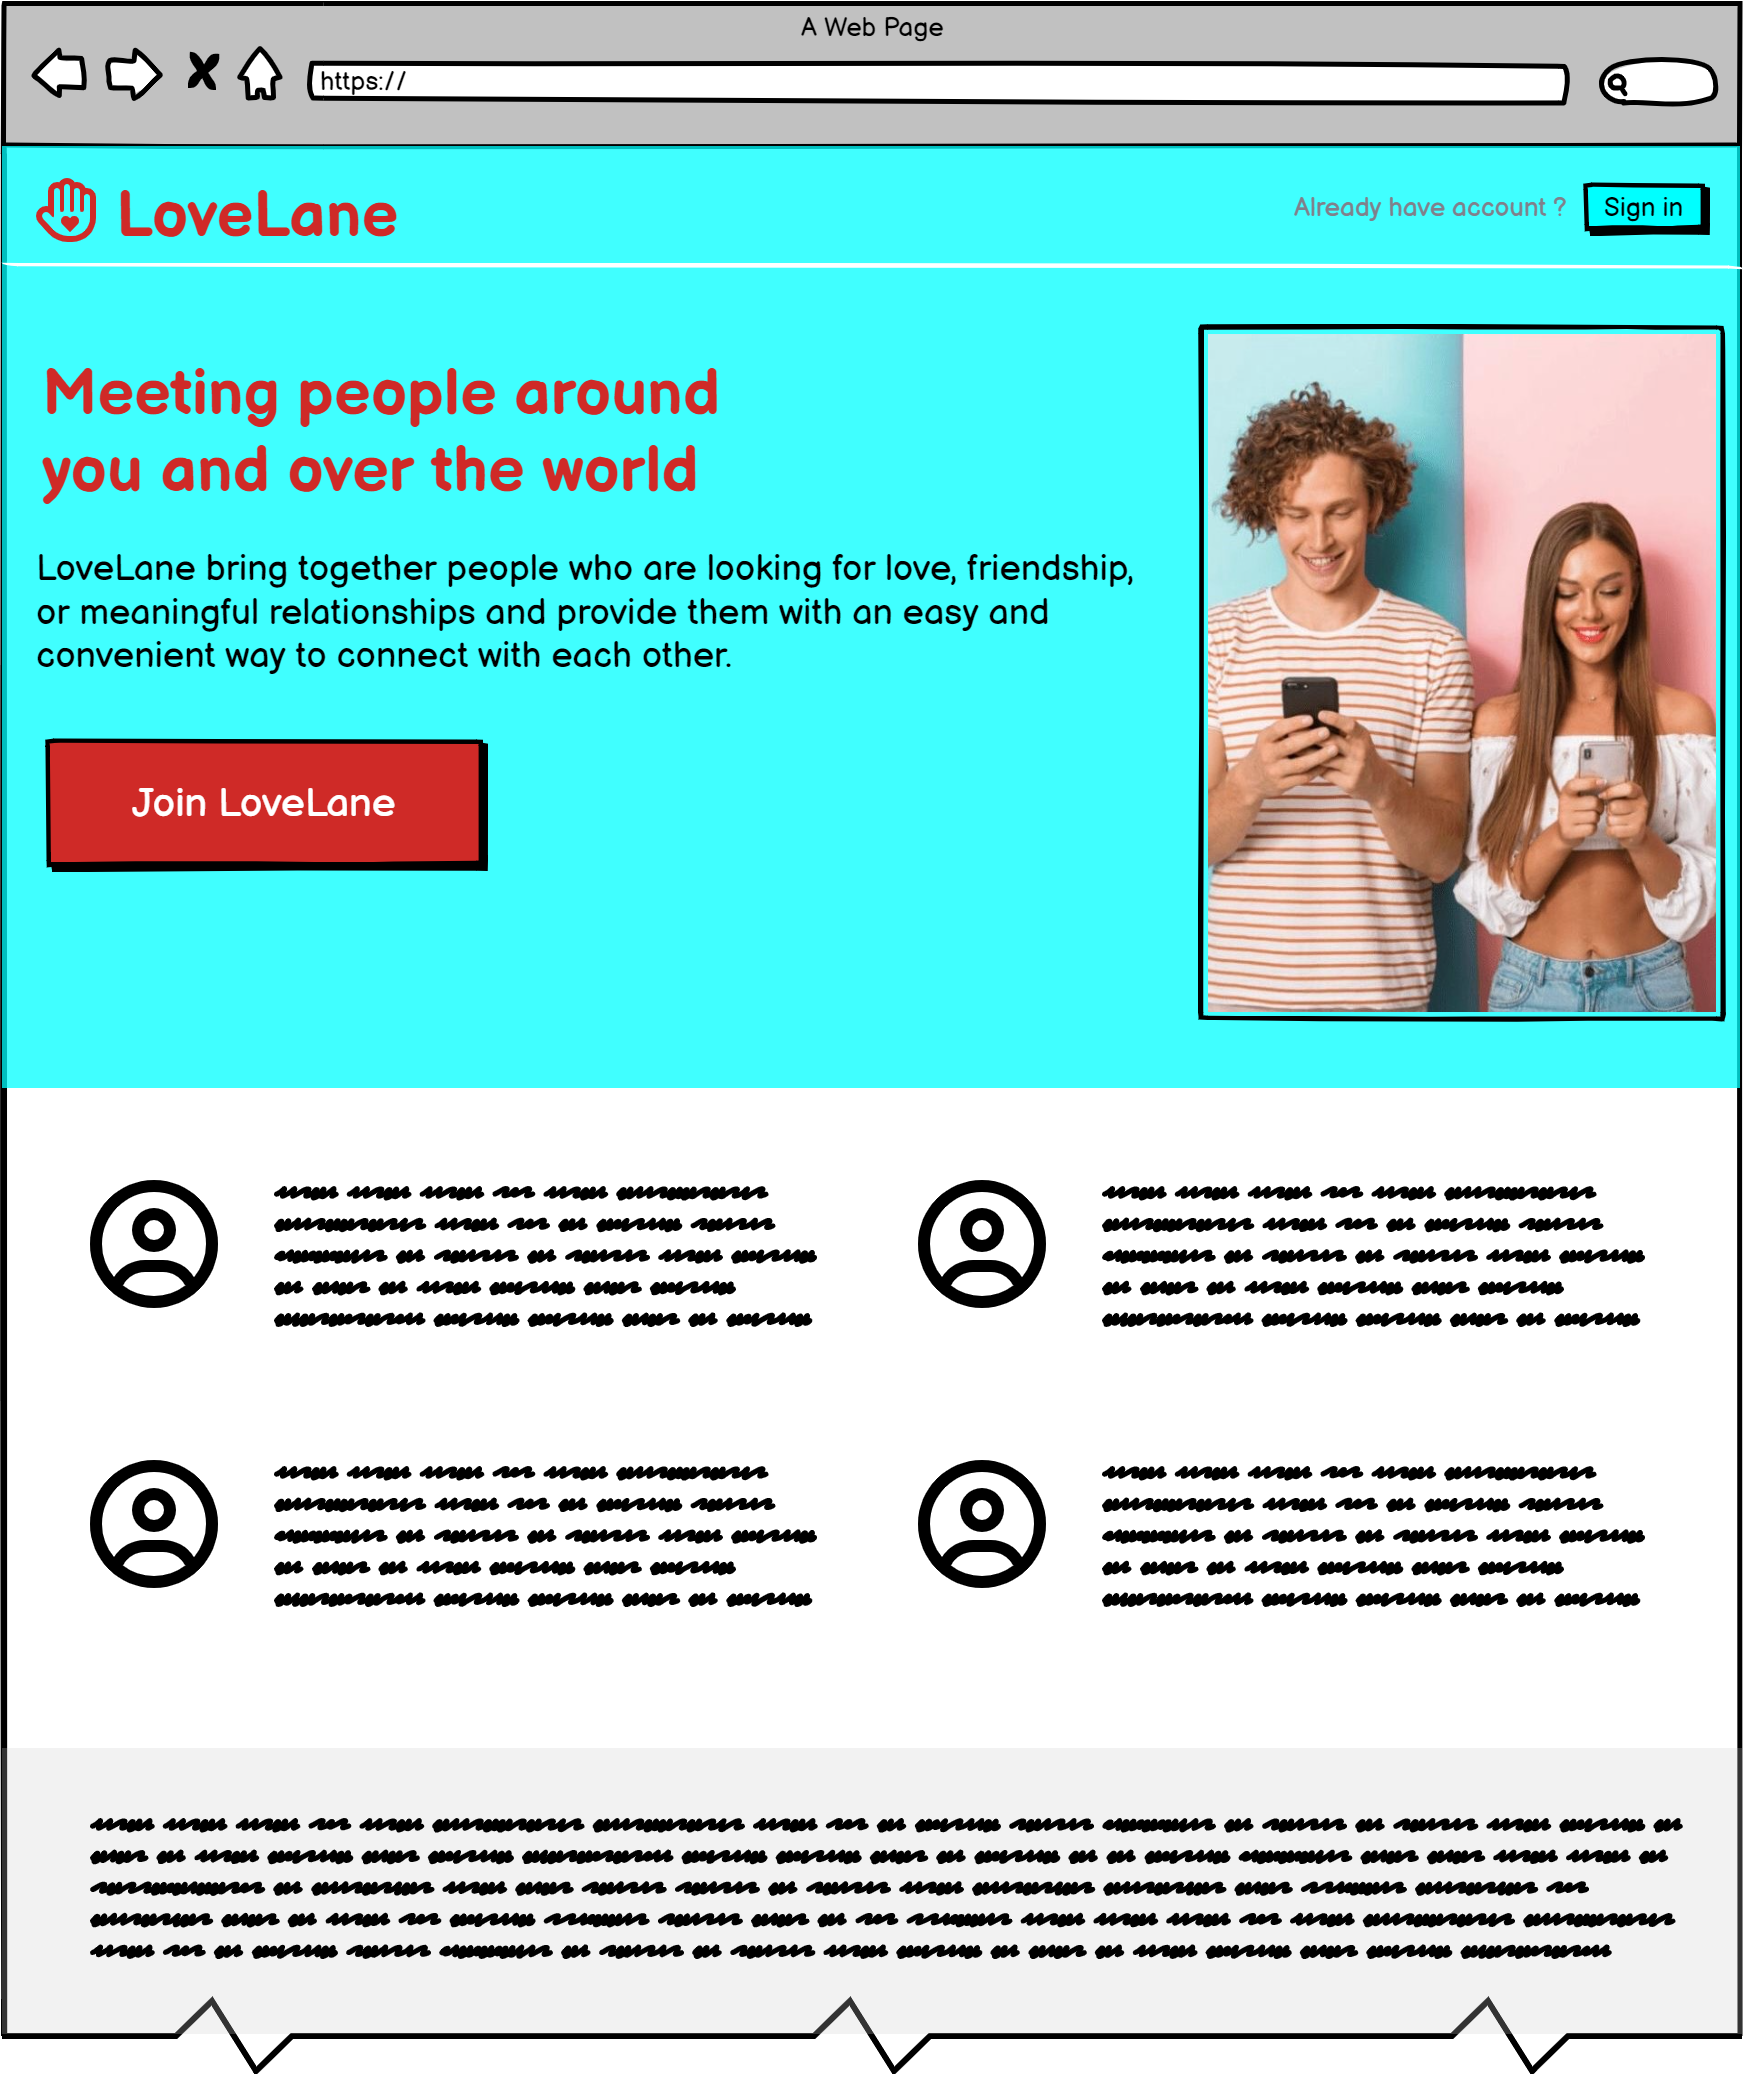 A Web Page
https://
LoveLane
Already have account ?
Sign in
Meeting people around
you and over the world
LoveLane bring together people who are looking for love, friendship,
or meaningful relationships and provide them with an easy and
convenient way to connect with each other.
Join LoveLane